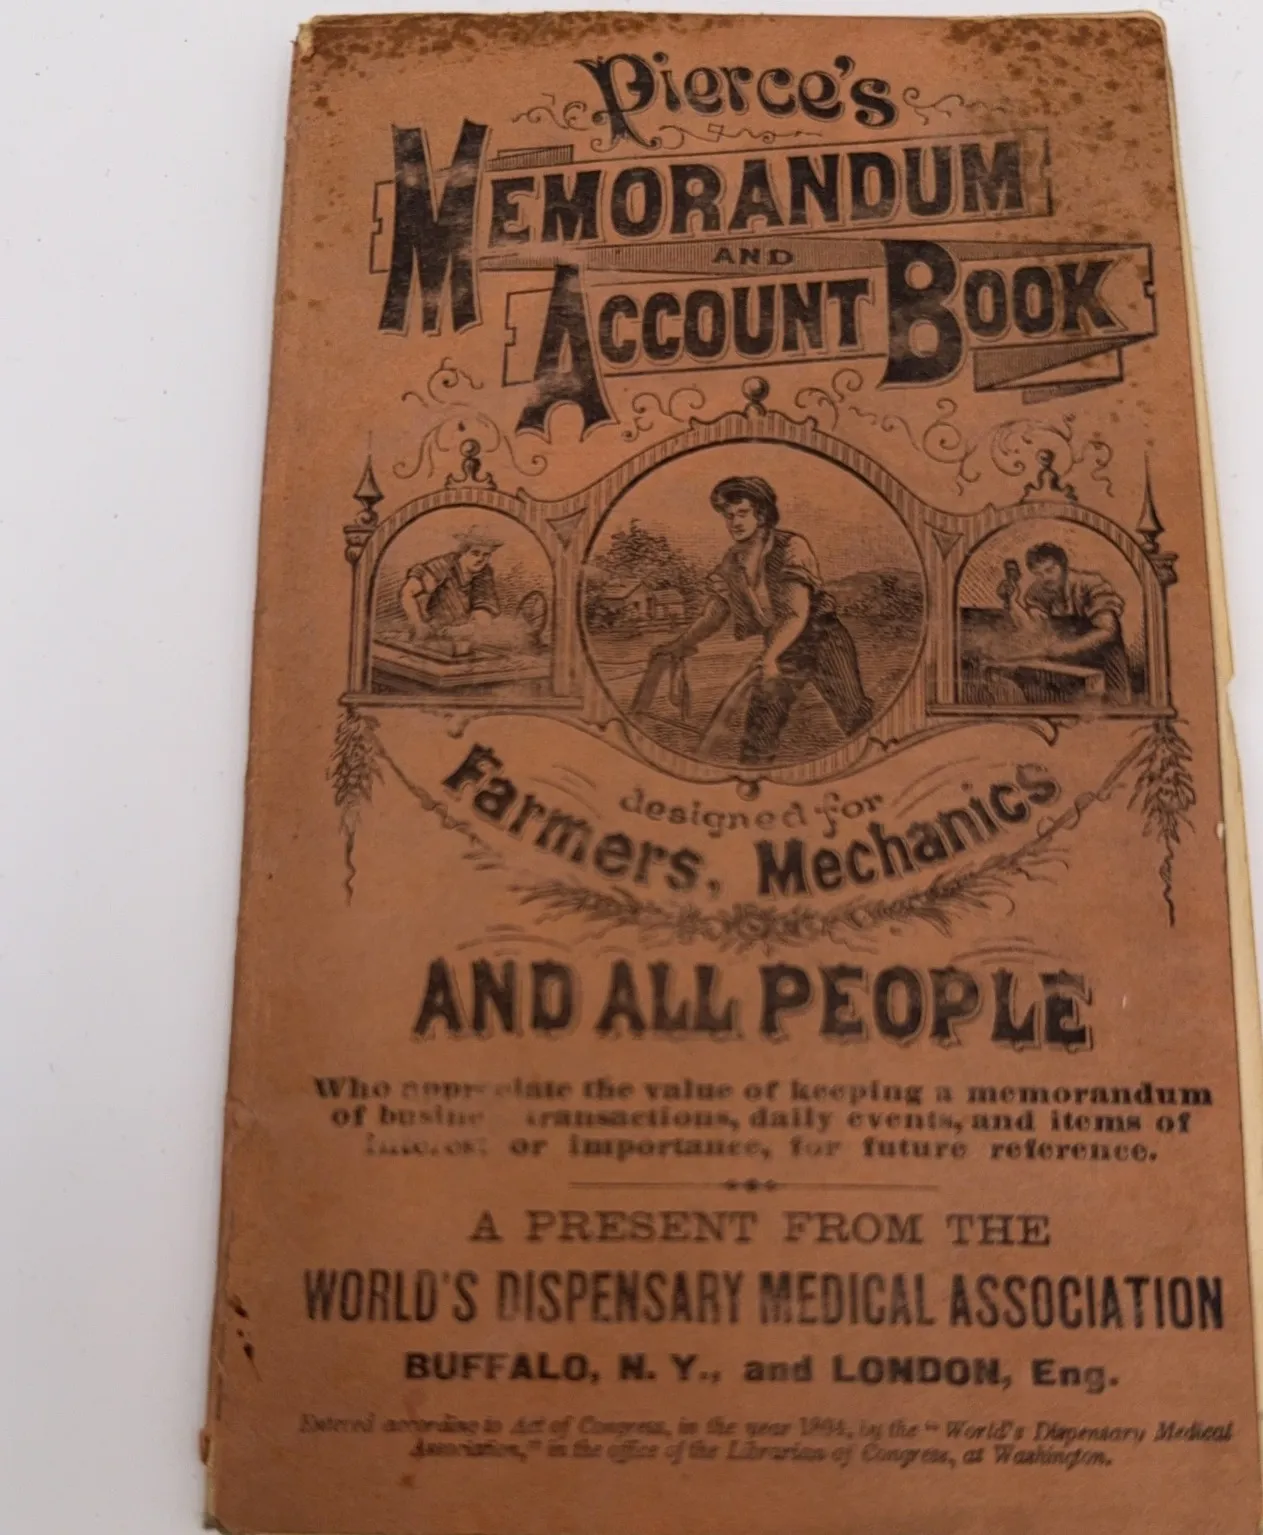 Pierce's
MEMORANDUM
AND
ACCOUNT BOOK
designed for
Farmers, Mechanics
AND ALL PEOPLE
Who appreciate the value of keeping a memorandum
of busine transactions, daily events, and items of
interest or importance, for future reference.
A PRESENT FROM THE
WORLD'S DISPENSARY MEDICAL ASSOCIATION
BUFFALO, N. Y., and LONDON, Eng.
Entered according to Act of Congress, in the year by the "World's Dispensary Medical
Association," in the office of the Librarian of Congress, at Washington.